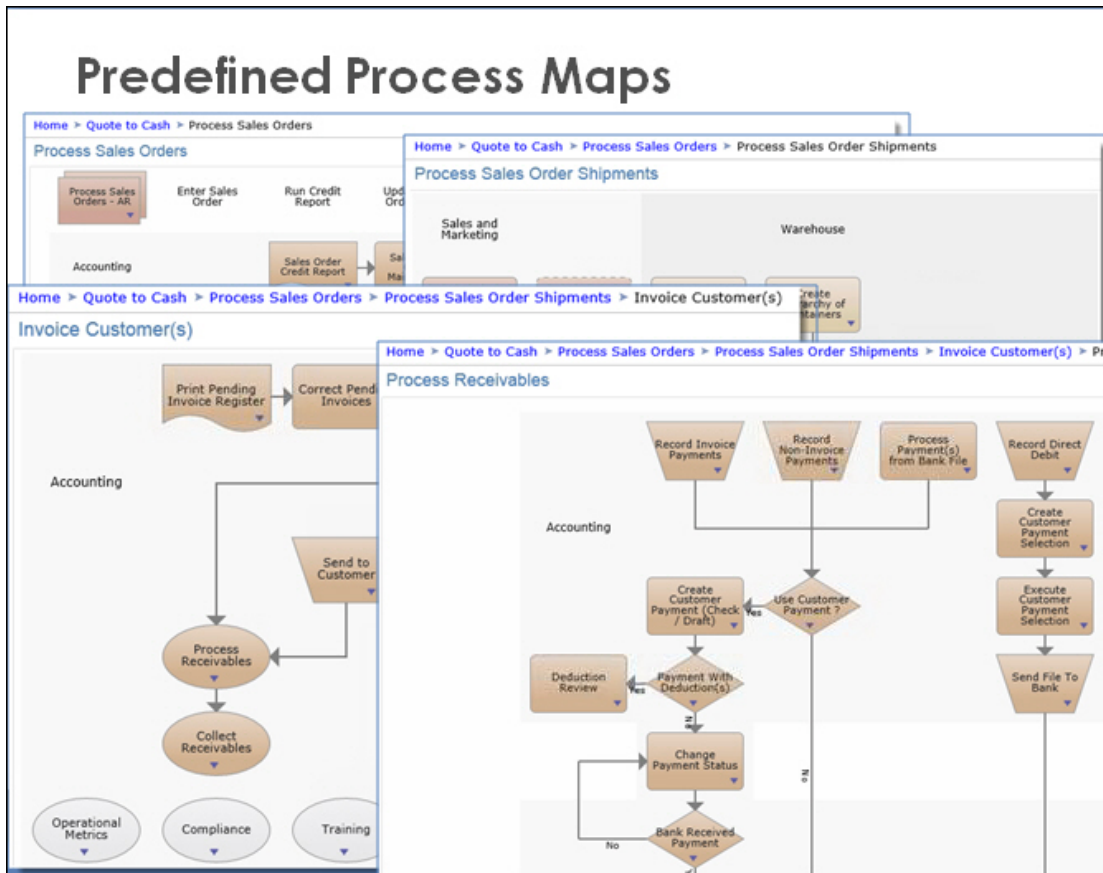 Predefined Process Maps
Home > Quote to Cash > Process Sales Orders
Process Sales Orders
Process Sales
Orders - AR
Enter Sales
Order
Run Credit
Report
Accounting
Sales Order
Credit Report
Home > Quote to Cash > Process Sales Orders > Process Sales Order Shipments
Process Sales Order Shipments
Sales and
Marketing
Warehouse
Home > Quote to Cash > Process Sales Orders > Process Sales Order Shipments > Invoice Customer(s)
Invoice Customer(s)
Print Pending
Invoice Register
Correct Pend
Invoices
Accounting
Send to
Customer
Process
Receivables
Collect
Receivables
Operational
Metrics
Compliance
Training
Home > Quote to Cash > Process Sales Orders > Process Sales Order Shipments > Invoice Customer(s) >
Process Receivables
Record Invoice
Payments
Record
Non-Invoice
Payments
Process
Payment(s)
from Bank File
Record Direct
Debit
Accounting
Create
Customer
Payment
Selection
Create
Customer
Payment (Check
/ Draft)
Yes
Use Customer
Payment ?
Execute
Customer
Payment
Selection
Deduction
Review
Yes
Payment With
Deduction(s)
Send File To
Bank
No
Change
Payment Status
No
Bank Received
Payment
No